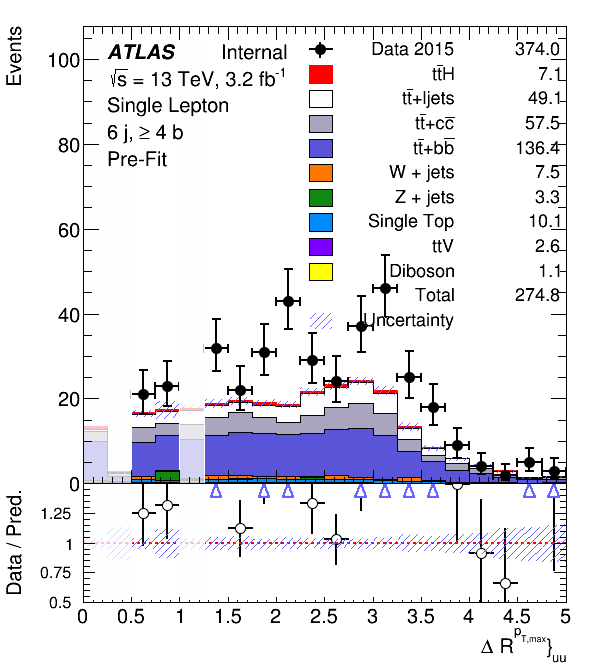 Events
100
80
60
40
20
0
ATLAS Internal
√s = 13 TeV, 3.2 fb-1
Single Lepton
6 j, ≥ 4 b
Pre-Fit
Data 2015 374.0
tt̄H 7.1
tt̄+ljets 49.1
tt̄+cc̄ 57.5
tt̄+bb̄ 136.4
W + jets 7.5
Z + jets 3.3
Single Top 10.1
ttV 2.6
Diboson 1.1
Total 274.8
Uncertainty
Data / Pred.
1.25
1
0.75
0.5
0 0.5 1 1.5 2 2.5 3 3.5 4 4.5 5
Δ R^{pT,max}}_{uu}